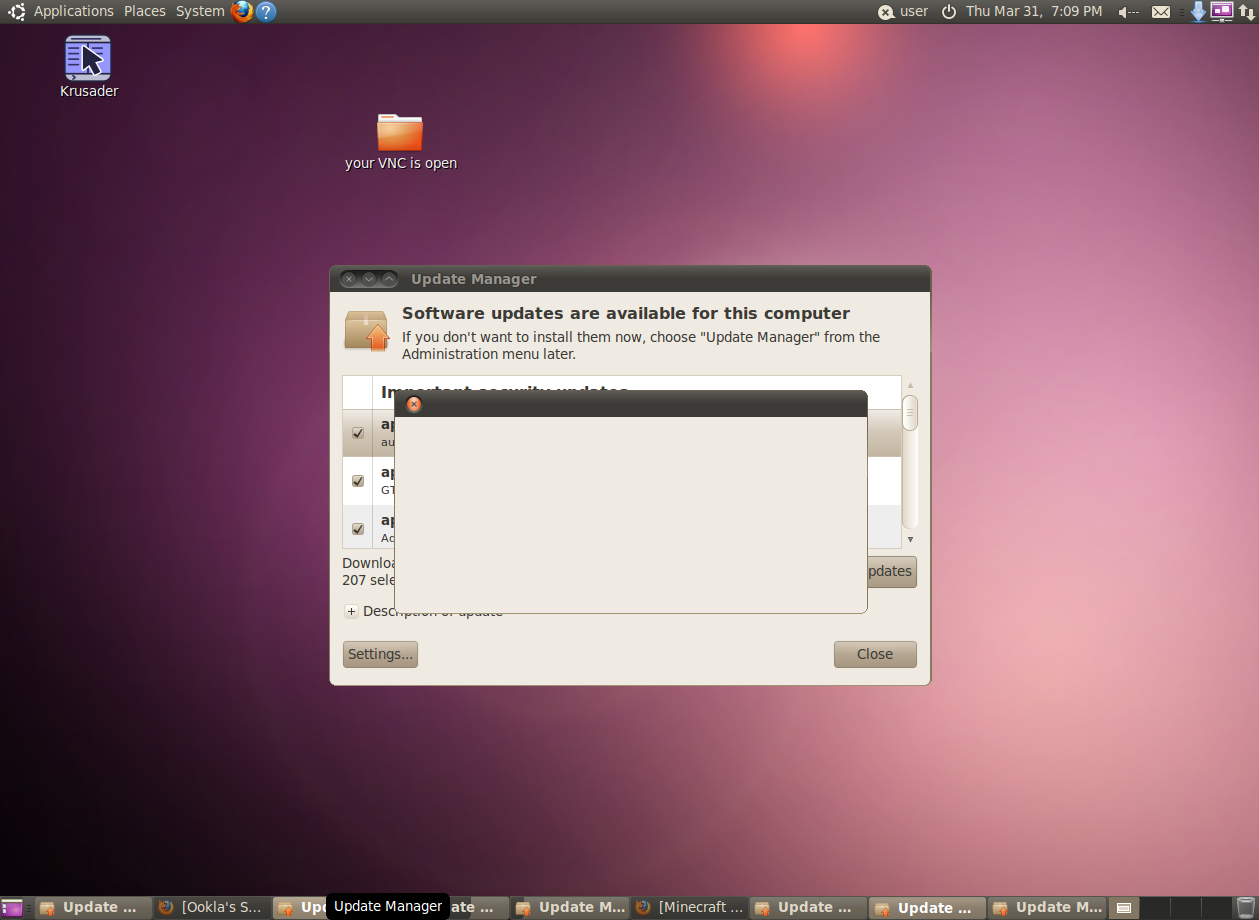 Applications Places System user Thu Mar 31, 7:09 PM
Krusader
your VNC is open
Update Manager
Software updates are available for this computer
If you don't want to install them now, choose "Update Manager" from the
Administration menu later.
Important security updates
ap
au
ap
GT
ap
Downloa
207 sele
pdates
Description of update
Settings... Close
Update ... [Ookla's S... Up Update Manager ate ... Update M... [Minecraft ... Update ... Update ... Update M...